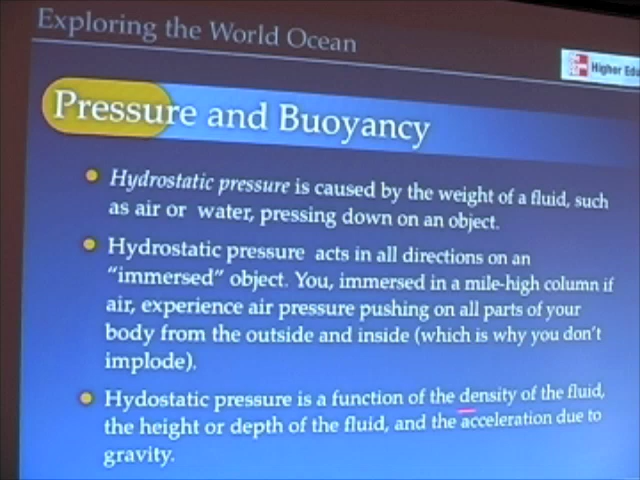 Exploring the World Ocean
Higher Edu
Pressure and Buoyancy
Hydrostatic pressure is caused by the weight of a fluid, such
as air or water, pressing down on an object.
Hydrostatic pressure acts in all directions on an
“immersed” object. You, immersed in a mile-high column if
air, experience air pressure pushing on all parts of your
body from the outside and inside (which is why you don’t
implode).
Hydostatic pressure is a function of the density of the fluid,
the height or depth of the fluid, and the acceleration due to
gravity.